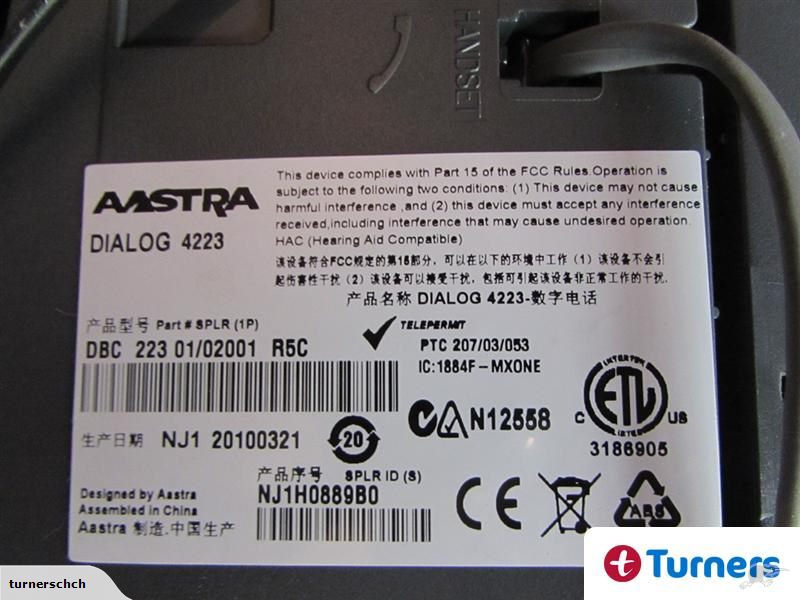 HANDSET
AASTRA
DIALOG 4223
This device complies with Part 15 of the FCC Rules.Operation is
subject to the following two conditions: (1) This device may not cause
harmful interference ,and (2) this device must accept any interference
received,including interference that may cause undesired operation.
HAC (Hearing Aid Compatible)
该设备符合FCC规定的第15部分，可以在以下的环境中工作（1）该设备不会引
起伤害性干扰（2）该设备可以接受干扰，包括可引起该设备非正常工作的干扰.
产品名称 DIALOG 4223-数字电话
产品型号 Part # SPLR (1P)
DBC 223 01/02001 R5C
TELEPERMIT
PTC 207/03/053
IC:1884F-MXONE
N12558
INTERTEK
ETL
LISTED
C US
3186905
生产日期 NJ1 20100321
20
产品序号 SPLR ID (S)
NJ1H0889B0
Designed by Aastra
Assembled in China
Aastra 制造.中国生产
CE
ABS
turnerschch
t Turners